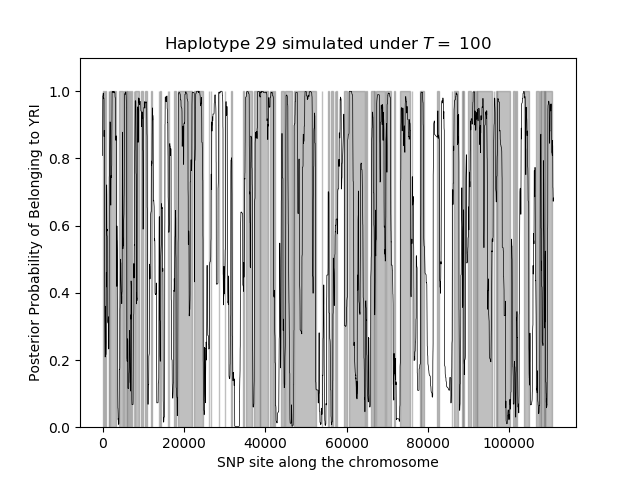 Haplotype 29 simulated under T = 100
Posterior Probability of Belonging to YRI
1.0
0.8
0.6
0.4
0.2
0.0
0 20000 40000 60000 80000 100000
SNP site along the chromosome